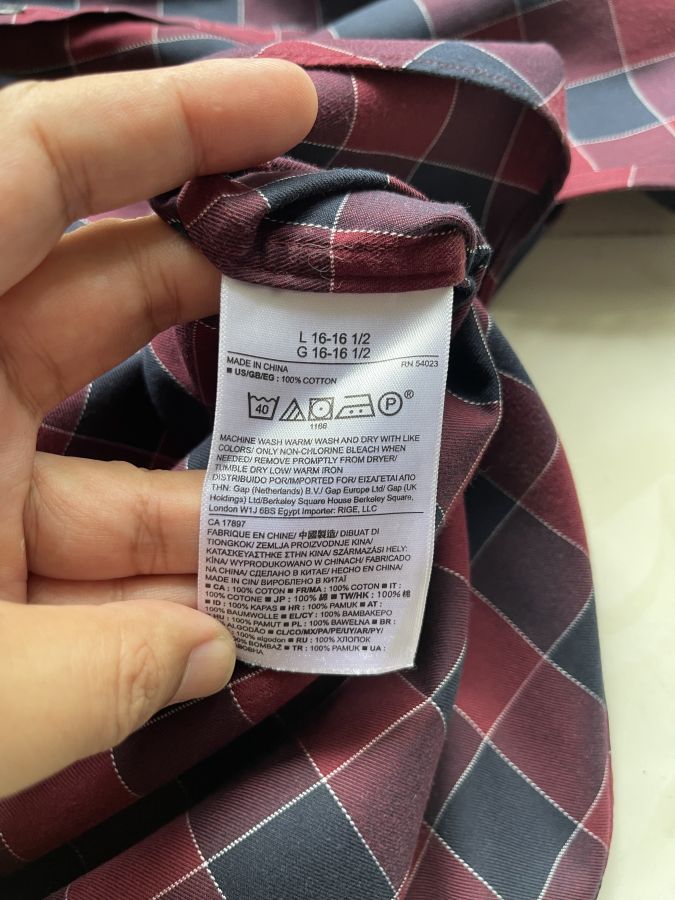 L 16-16 1/2
G 16-16 1/2
MADE IN CHINA RN 54023
■ US/GB/EG : 100% COTTON
40 P ®
1166
MACHINE WASH WARM/ WASH AND DRY WITH LIKE
COLORS/ ONLY NON-CHLORINE BLEACH WHEN
NEEDED/ REMOVE PROMPTLY FROM DRYER/
TUMBLE DRY LOW/ WARM IRON
DISTRIBUIDO POR/IMPORTED FOR/ ΕΙΣΑΓΕΤΑΙ ΑΠΟ
ΤΗΝ: Gap (Netherlands) B.V./ Gap Europe Ltd/ Gap (UK
Holdings) Ltd/Berkeley Square House Berkeley Square,
London W1J 6BS Egypt Importer: RIGE, LLC
CA 17897
FABRIQUE EN CHINE/ 中國製造/ DIBUAT DI
TIONGKOK/ ZEMLJA PROIZVODNJE KINA/
ΚΑΤΑΣΚΕΥΑΣΤΗΚΕ ΣΤΗΝ ΚΙΝΑ/ SZÁRMAZÁSI HELY:
KÍNA/ WYPRODUKOWANO W CHINACH/ FABRICADO
NA CHINA/ СДЕЛАНО В КИТАЕ/ HECHO EN CHINA/
MADE IN CIN/ ВИРОБЛЕНО В КИТАЇ
■ CA : 100% COTTON ■ FR/MA : 100% COTON ■ IT :
100% COTONE ■ JP : 100% 綿 ■ TW/HK : 100% 棉
■ ID : 100% KAPAS ■ HR : 100% PAMUK ■ AT :
100% BAUMWOLLE ■ EL/CY : 100% ΒΑΜΒΑΚΕΡΟ
HU : 100% PAMUT ■ PL : 100% BAWEŁNA ■ BR :
ALGODÃO ■ CL/CO/MX/PA/PE/UY/AR/PY/
100% algodon ■ RU : 100% ХЛОПОК
% BOMBAŽ ■ TR : 100% PAMUK ■ UA :